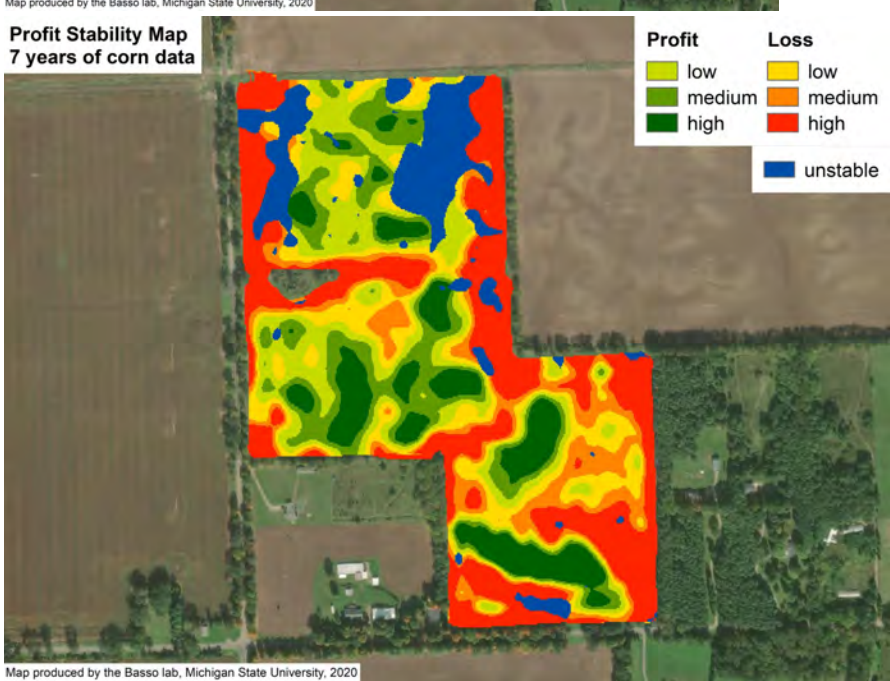 Map produced by the Basso lab, Michigan State University, 2020
Profit Stability Map
7 years of corn data
Profit Loss
low low
medium medium
high high
unstable
Map produced by the Basso lab, Michigan State University, 2020